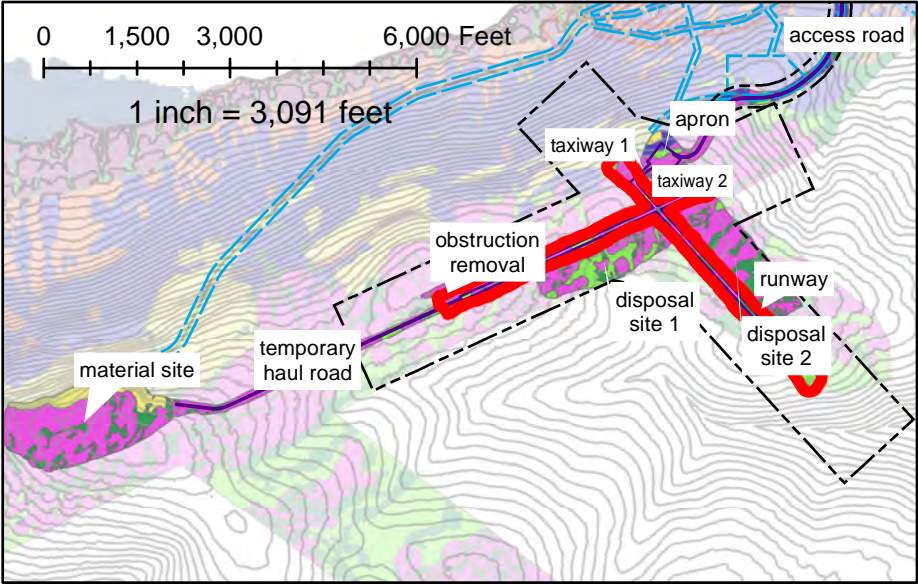 0 1,500 3,000 6,000 Feet
1 inch = 3,091 feet
access road
apron
taxiway 1
taxiway 2
obstruction
removal
runway
disposal
site 1
disposal
site 2
temporary
haul road
material site